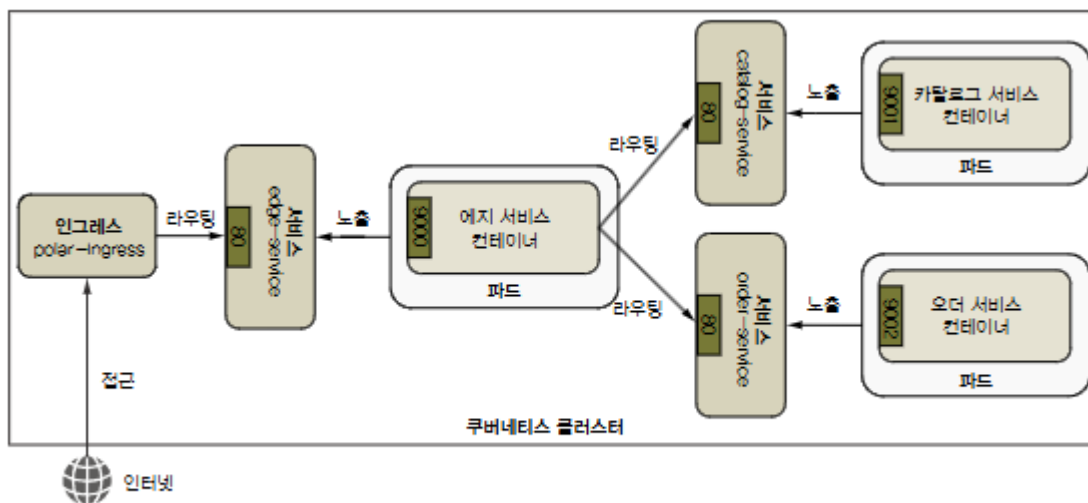 인그레스
polar-ingress
라우팅
접근
인터넷
80
서비스
edge-service
노출
9000
에지 서비스
컨테이너
파드
라우팅
라우팅
80
서비스
catalog-service
노출
9001
카탈로그 서비스
컨테이너
파드
80
서비스
order-service
노출
9002
오더 서비스
컨테이너
파드
쿠버네티스 클러스터